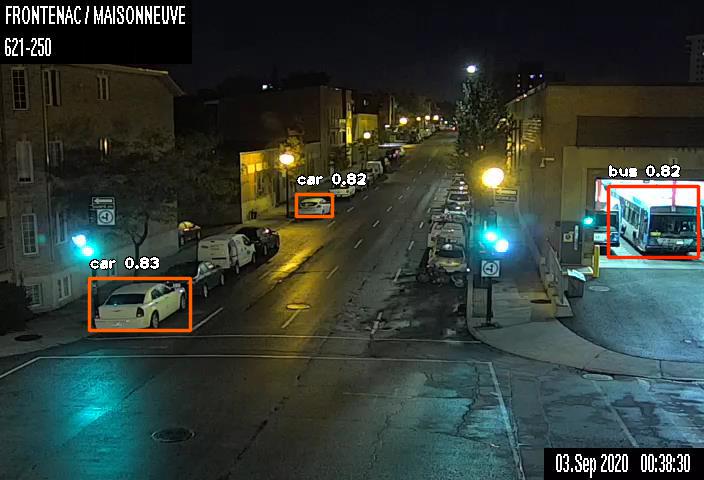 FRONTENAC / MAISONNEUVE
621-250
car 0.82
bus 0.82
car 0.83
03.Sep 2020 00:38:30